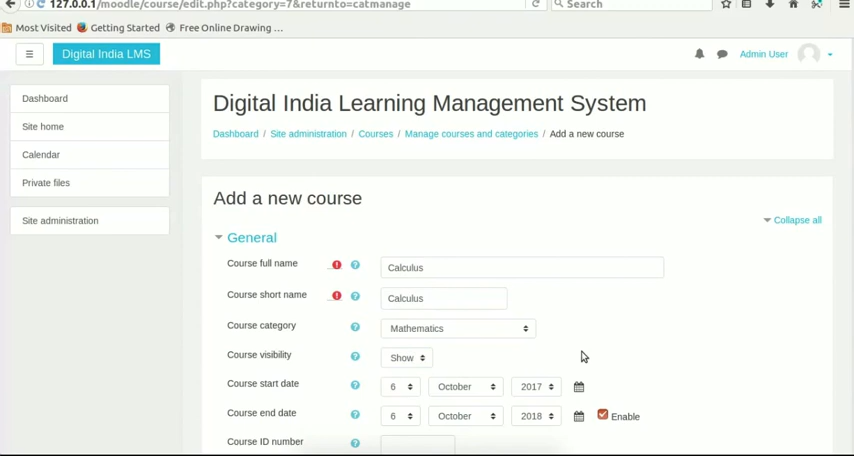 127.0.0.1/moodle/course/edit.php?category=7&returnto=catmanage
Search
Most Visited Getting Started Free Online Drawing ...
Digital India LMS
Admin User
Dashboard
Site home
Calendar
Private files
Site administration
Digital India Learning Management System
Dashboard / Site administration / Courses / Manage courses and categories / Add a new course
Add a new course
Collapse all
General
Course full name ! ? Calculus
Course short name ! ? Calculus
Course category ? Mathematics
Course visibility ? Show
Course start date ? 6 October 2017
Course end date ? 6 October 2018 Enable
Course ID number ?